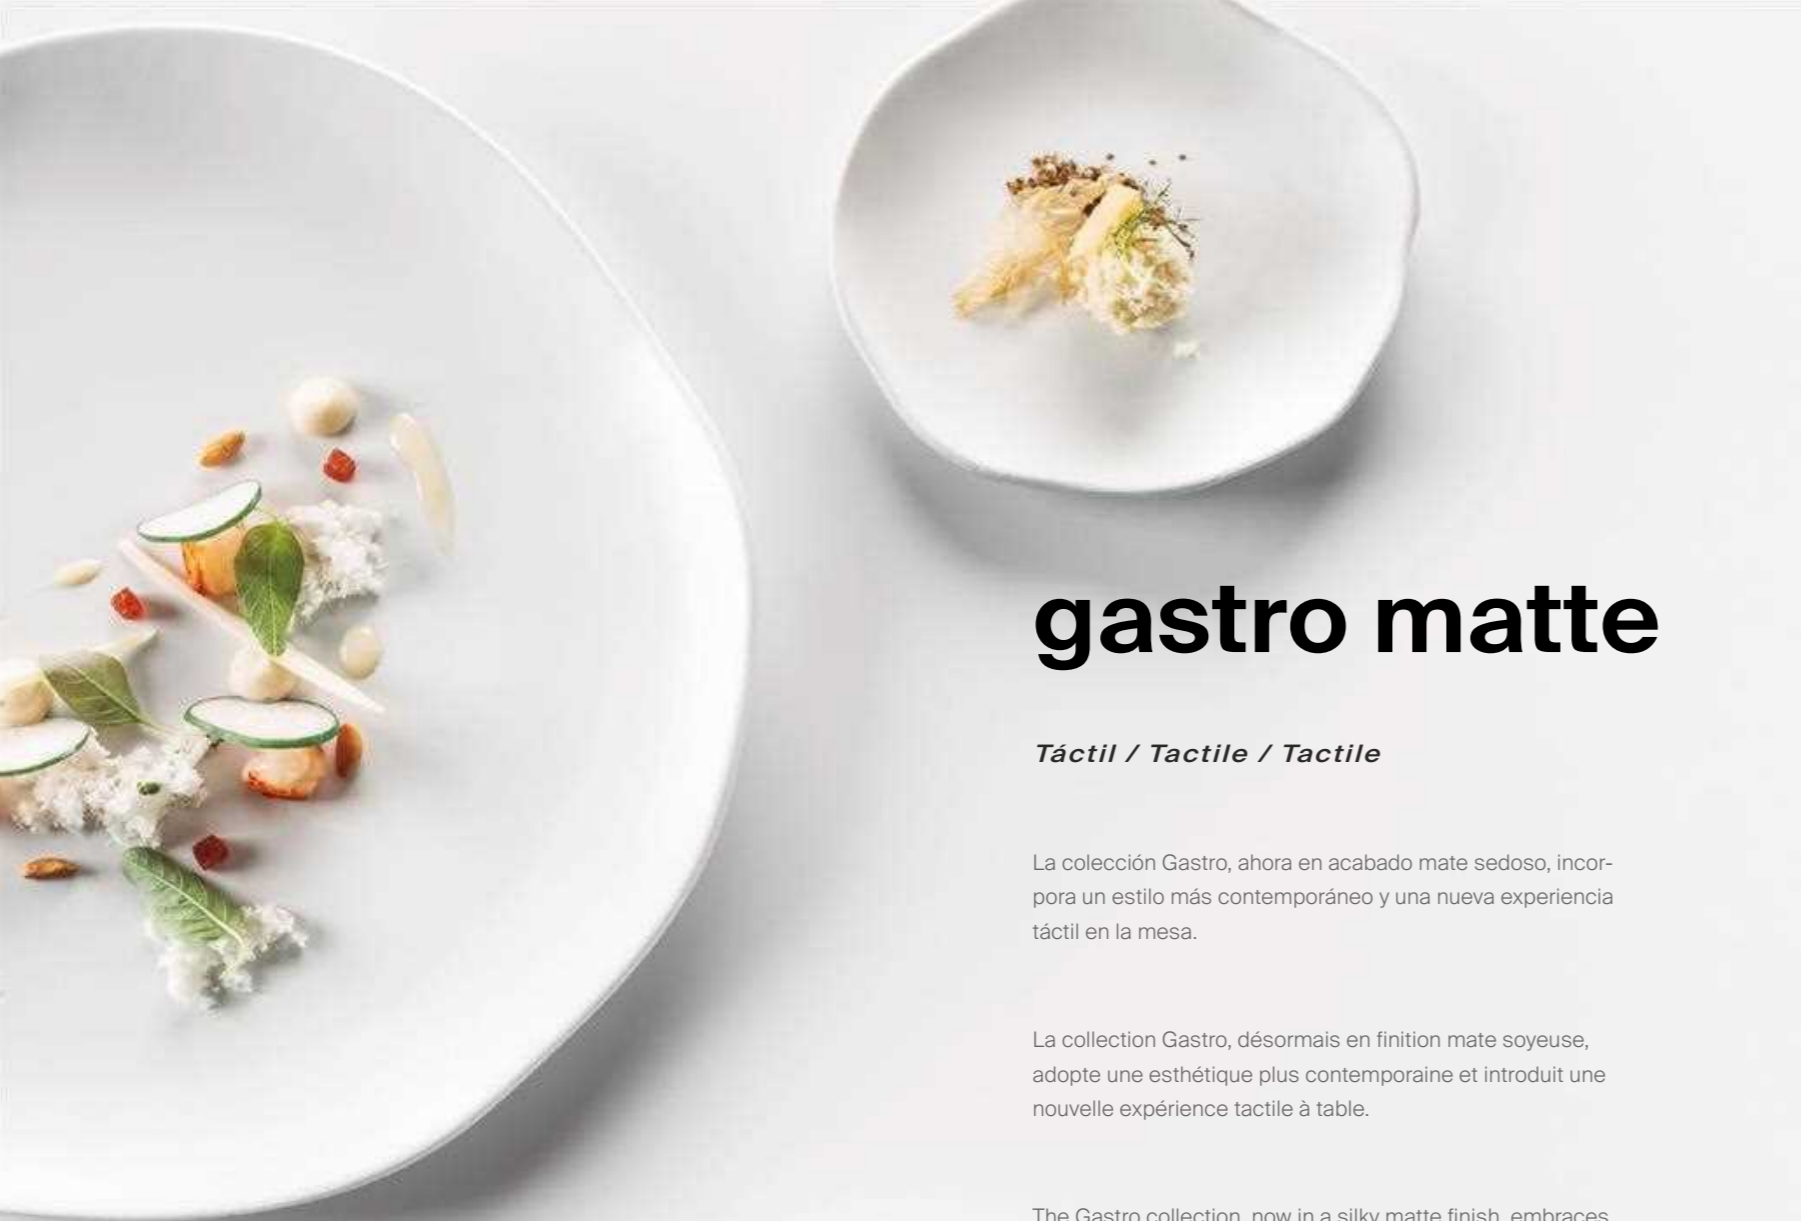 gastro matte
Táctil / Tactile / Tactile
La colección Gastro, ahora en acabado mate sedoso, incor-
pora un estilo más contemporáneo y una nueva experiencia
táctil en la mesa.
La collection Gastro, désormais en finition mate soyeuse,
adopte une esthétique plus contemporaine et introduit une
nouvelle expérience tactile à table.
The Gastro collection, now in a silky matte finish, embraces